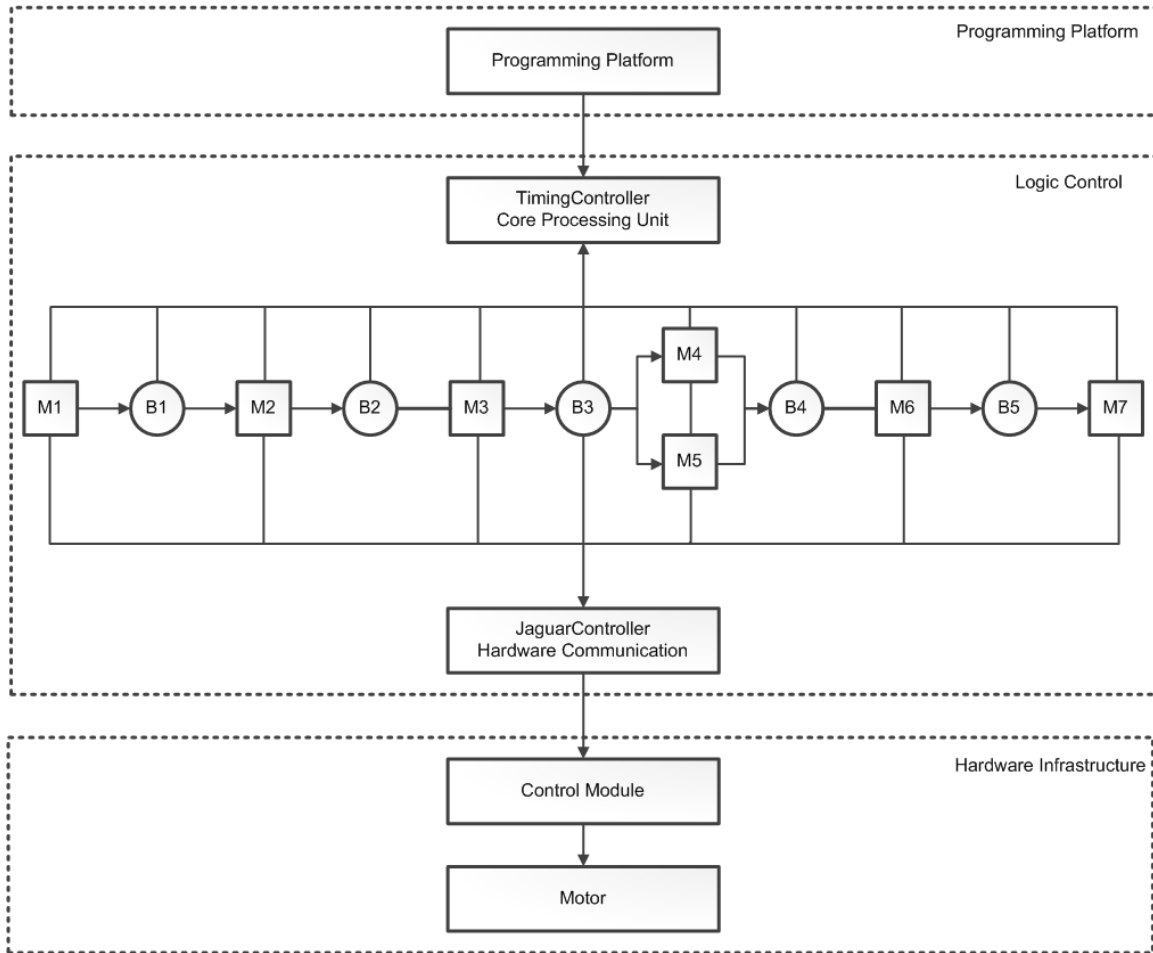 Programming Platform
Programming Platform
Logic Control
TimingController
Core Processing Unit
M4
M1
B1
M2
B2
M3
B3
B4
M6
B5
M7
M5
JaguarController
Hardware Communication
Hardware Infrastructure
Control Module
Motor